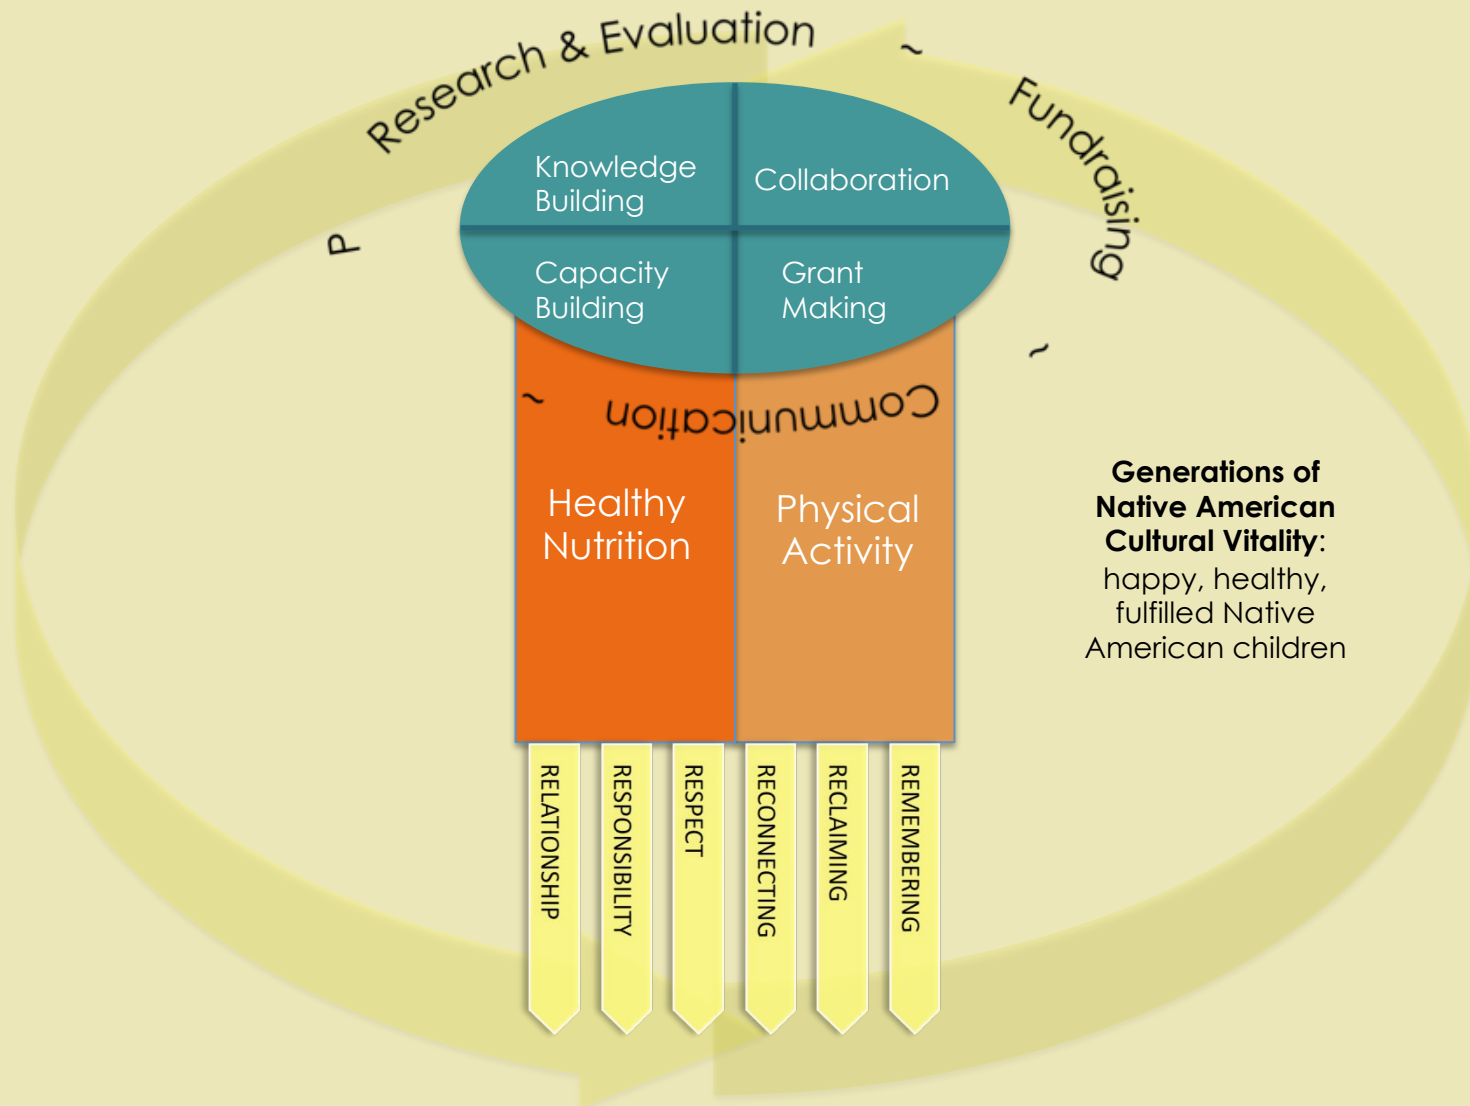 Research & Evaluation ~ Fundraising ~ Communication ~ P
Knowledge
Building
Collaboration
Capacity
Building
Grant
Making
Healthy
Nutrition
Physical
Activity
Generations of
Native American
Cultural Vitality:
happy, healthy,
fulfilled Native
American children
RELATIONSHIP
RESPONSIBILITY
RESPECT
RECONNECTING
RECLAIMING
REMEMBERING